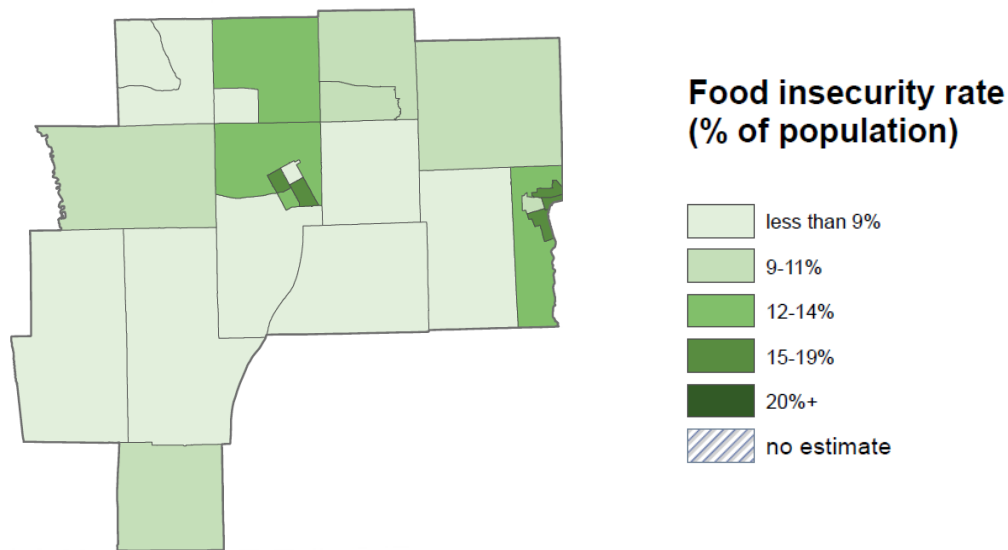 Food insecurity rate
(% of population)
less than 9%
9-11%
12-14%
15-19%
20%+
no estimate